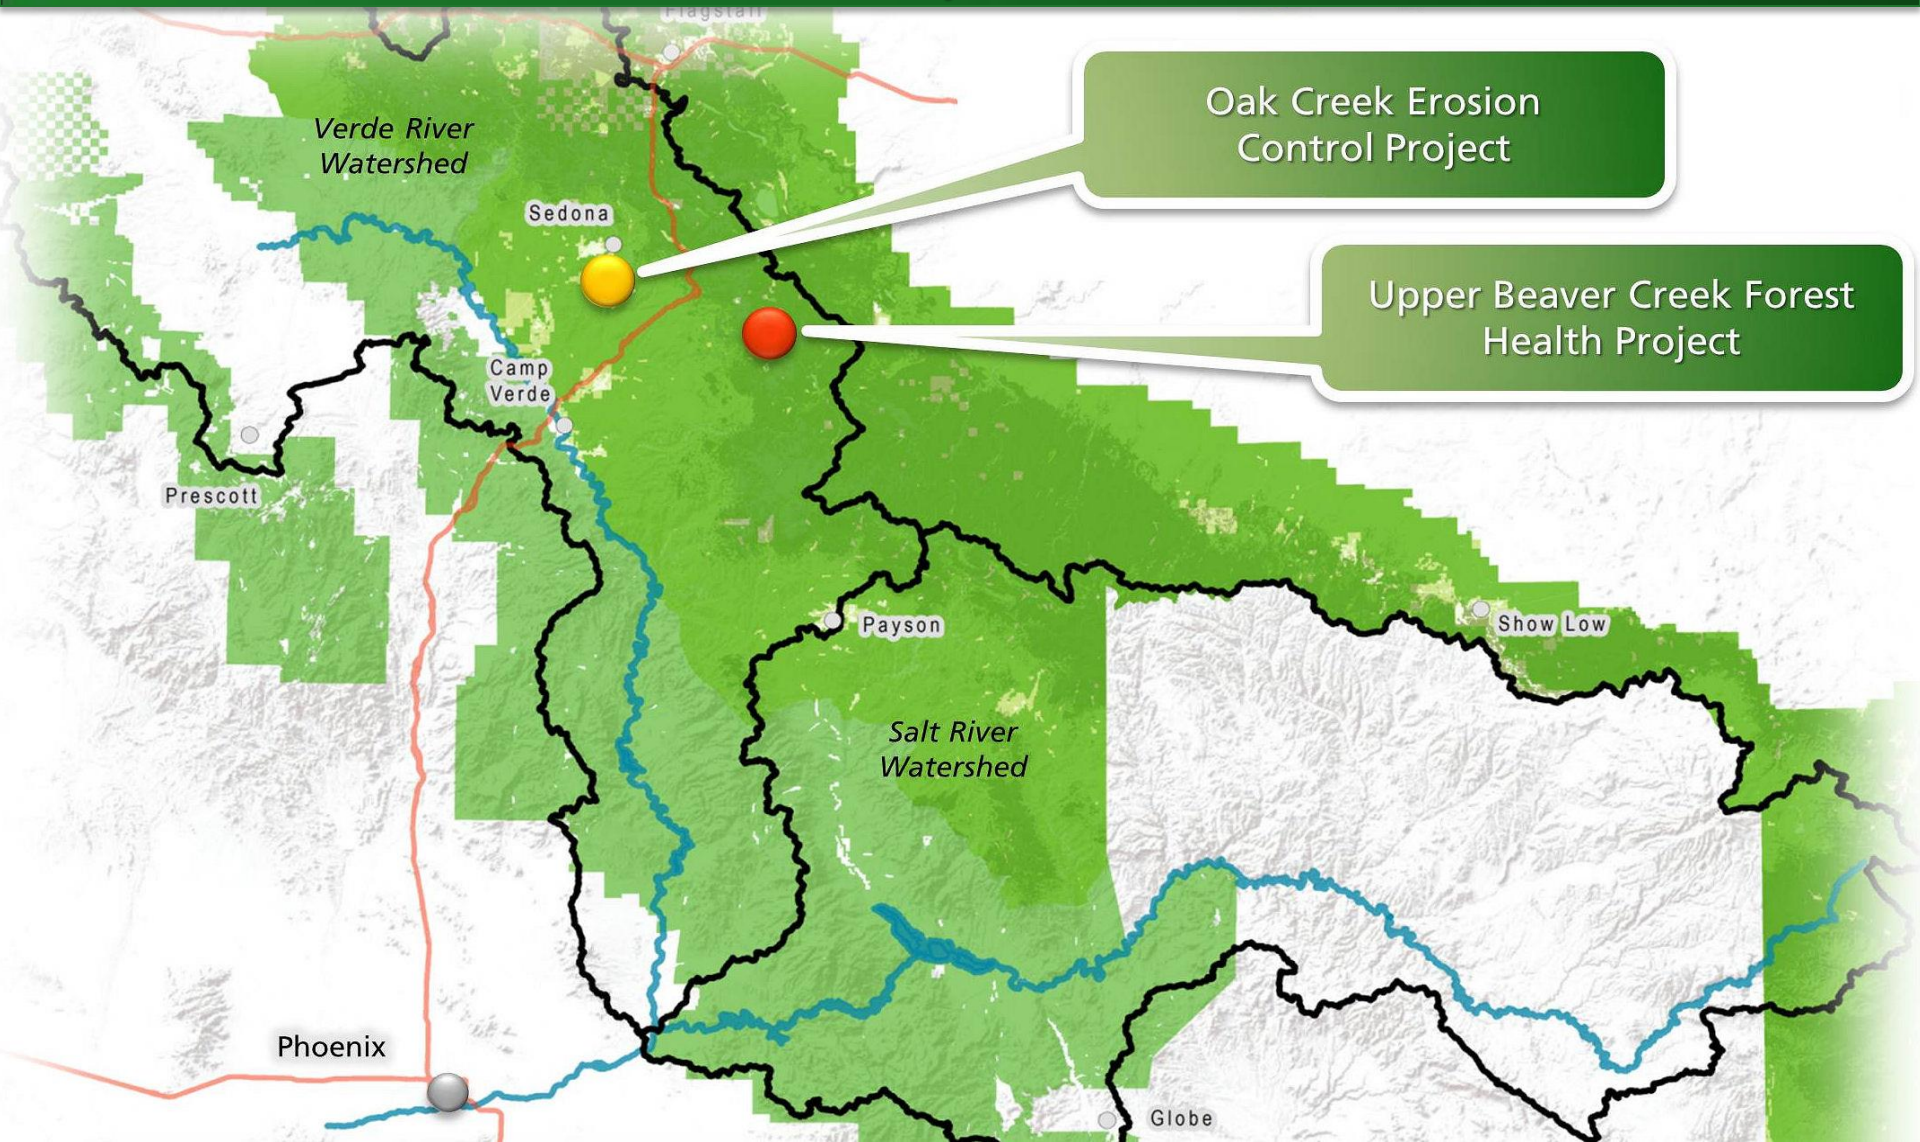 Flagstaff
Oak Creek Erosion
Control Project
Verde River
Watershed
Sedona
Upper Beaver Creek Forest
Health Project
Camp
Verde
Prescott
Payson
Show Low
Salt River
Watershed
Phoenix
Globe